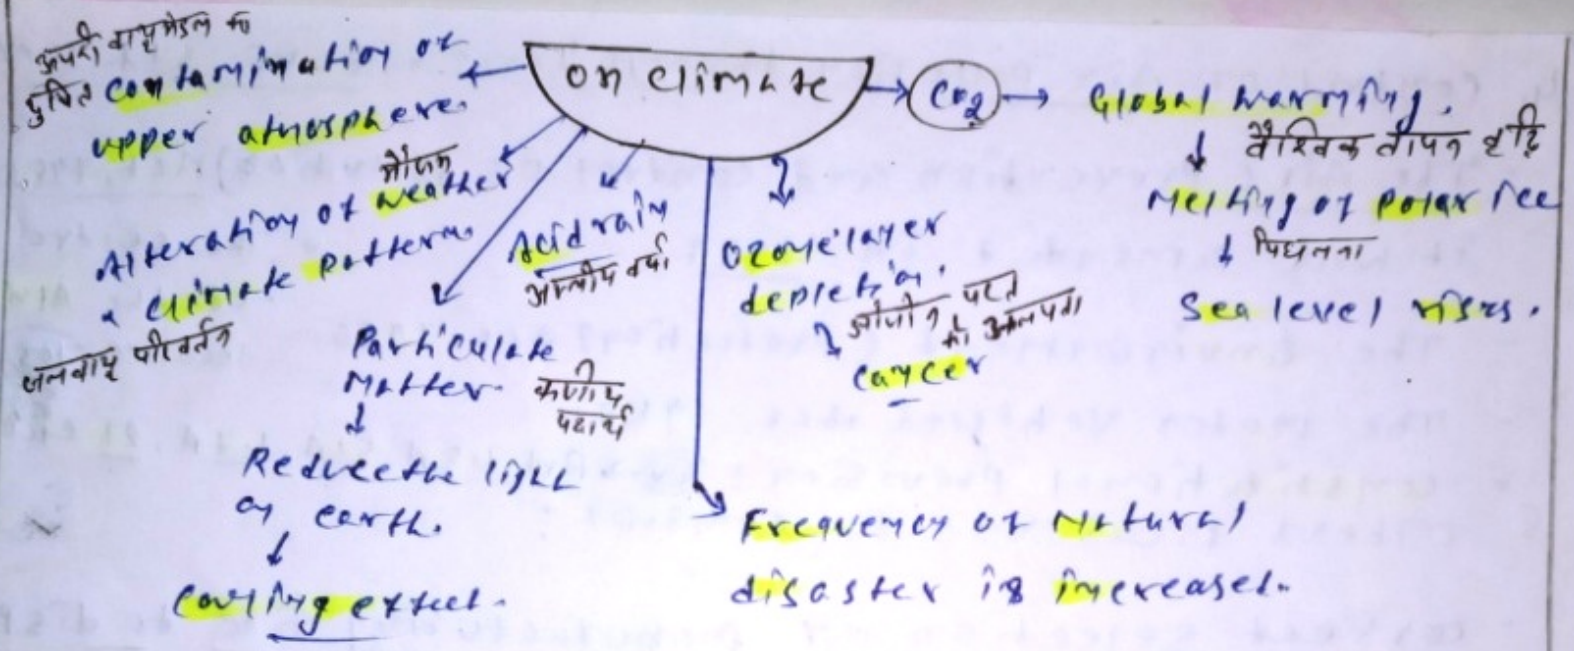 on climate
CO2
Global warming.
वैश्विक तापन वृद्धि
Melting of Polar ice
पिघलना
Sea level rises.
ऊपरी वायुमंडल को
दुषित
contamination of
upper atmosphere.
मौसम
Alteration of weather
climate pattern
जलवायु परिवर्तन
Acid rain
अम्लीय वर्षा
Particulate
Matter.
कणीय
पदार्थ
Reduce the light
on earth.
Cooling effect.
Ozone layer
depletion.
ओजोन परत
की अल्पता
Cancer
Frequency of Natural
disaster is increased.